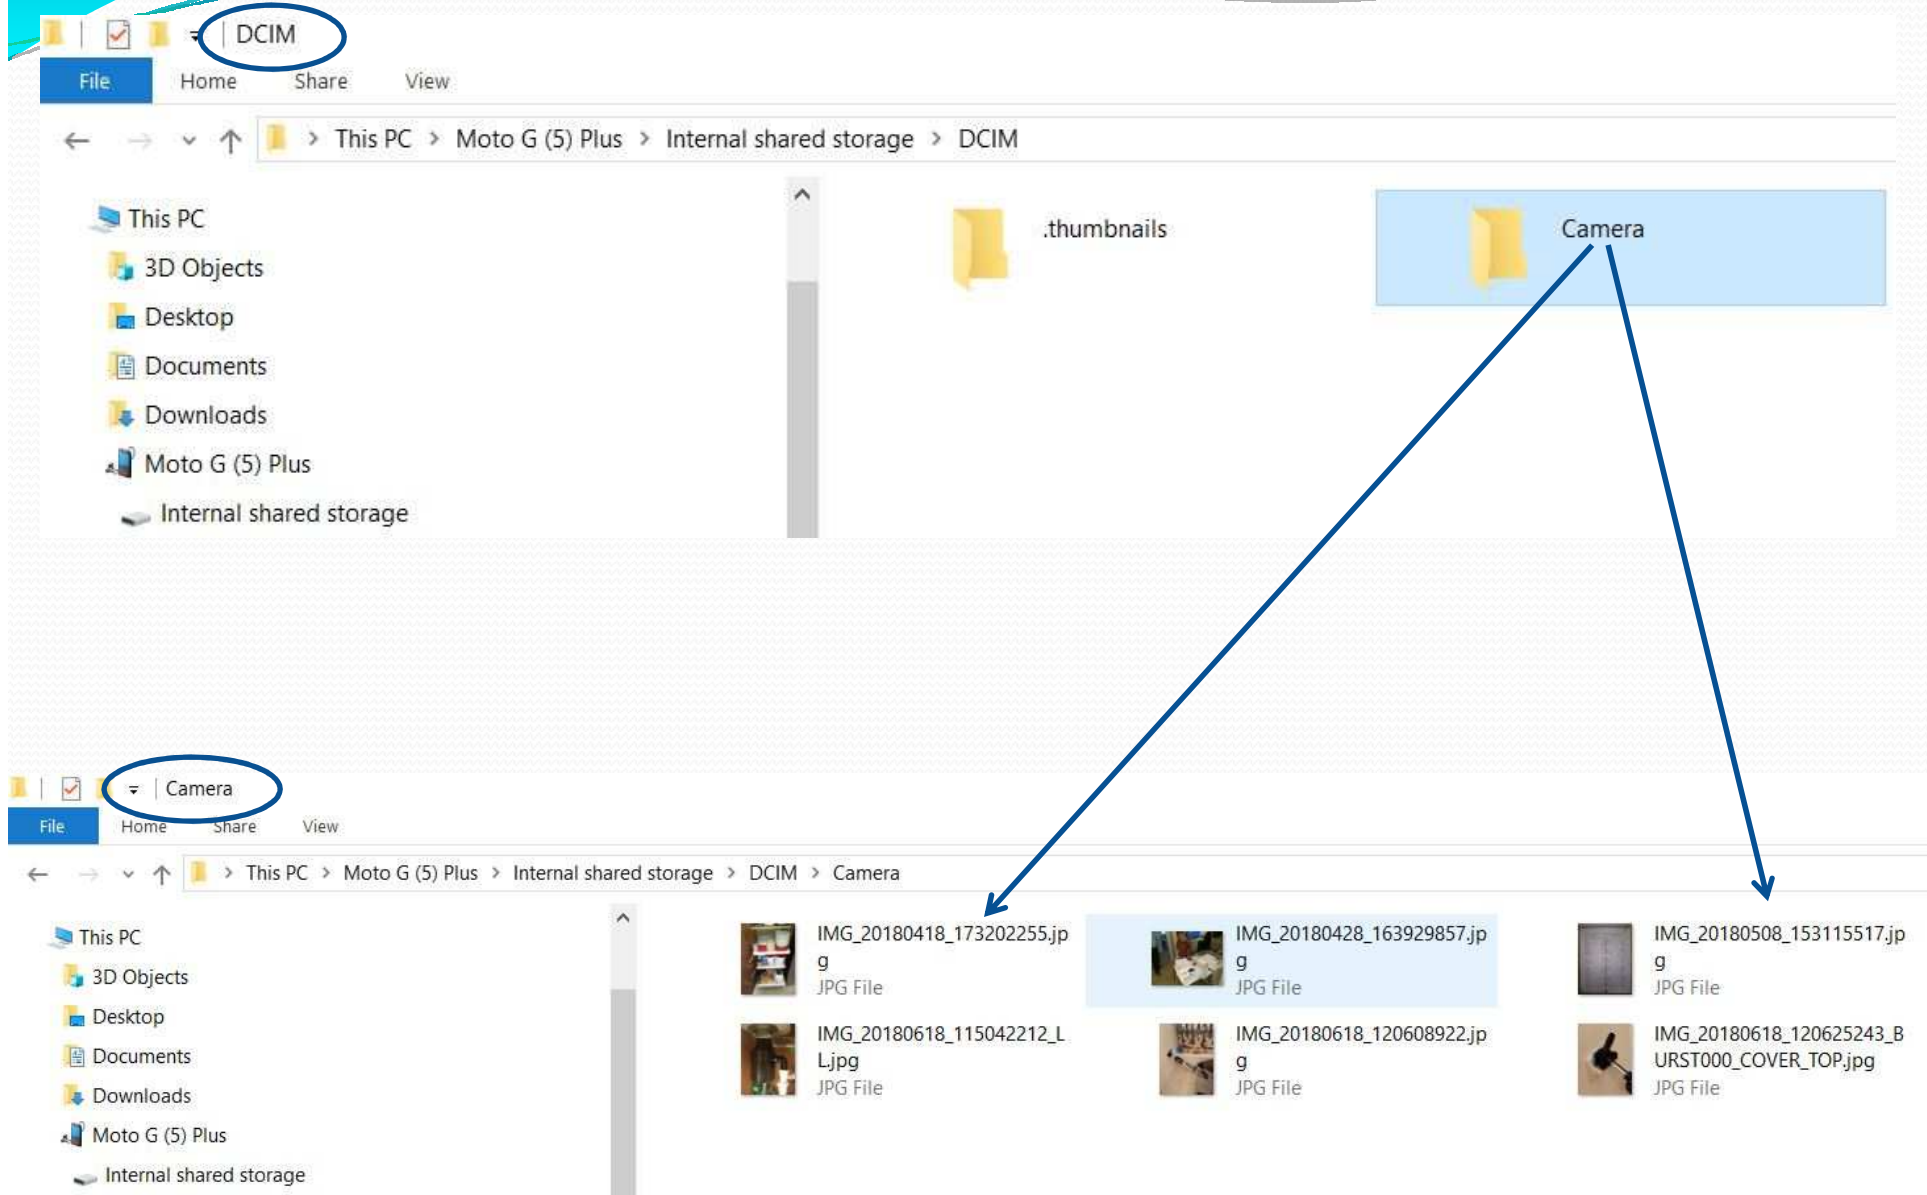 DCIM
File Home Share View
> This PC > Moto G (5) Plus > Internal shared storage > DCIM
This PC
3D Objects
Desktop
Documents
Downloads
Moto G (5) Plus
Internal shared storage
.thumbnails
Camera
Camera
File Home Share View
> This PC > Moto G (5) Plus > Internal shared storage > DCIM > Camera
This PC
3D Objects
Desktop
Documents
Downloads
Moto G (5) Plus
Internal shared storage
IMG_20180418_173202255.jp
g
JPG File
IMG_20180428_163929857.jp
g
JPG File
IMG_20180508_153115517.jp
g
JPG File
IMG_20180618_115042212_L
L.jpg
JPG File
IMG_20180618_120608922.jp
g
JPG File
IMG_20180618_120625243_B
URST000_COVER_TOP.jpg
JPG File